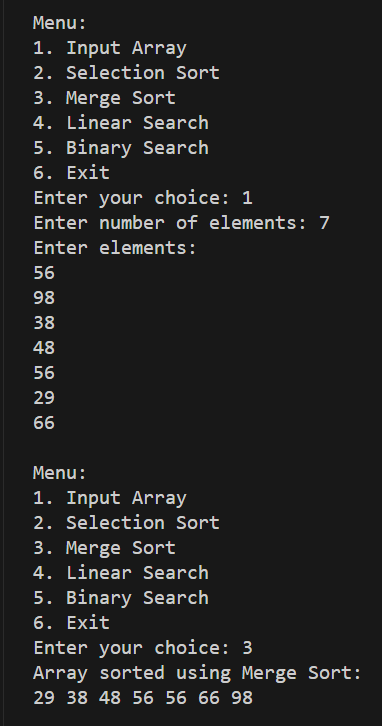 Menu:
1. Input Array
2. Selection Sort
3. Merge Sort
4. Linear Search
5. Binary Search
6. Exit
Enter your choice: 1
Enter number of elements: 7
Enter elements:
56
98
38
48
56
29
66
Menu:
1. Input Array
2. Selection Sort
3. Merge Sort
4. Linear Search
5. Binary Search
6. Exit
Enter your choice: 3
Array sorted using Merge Sort:
29 38 48 56 56 66 98